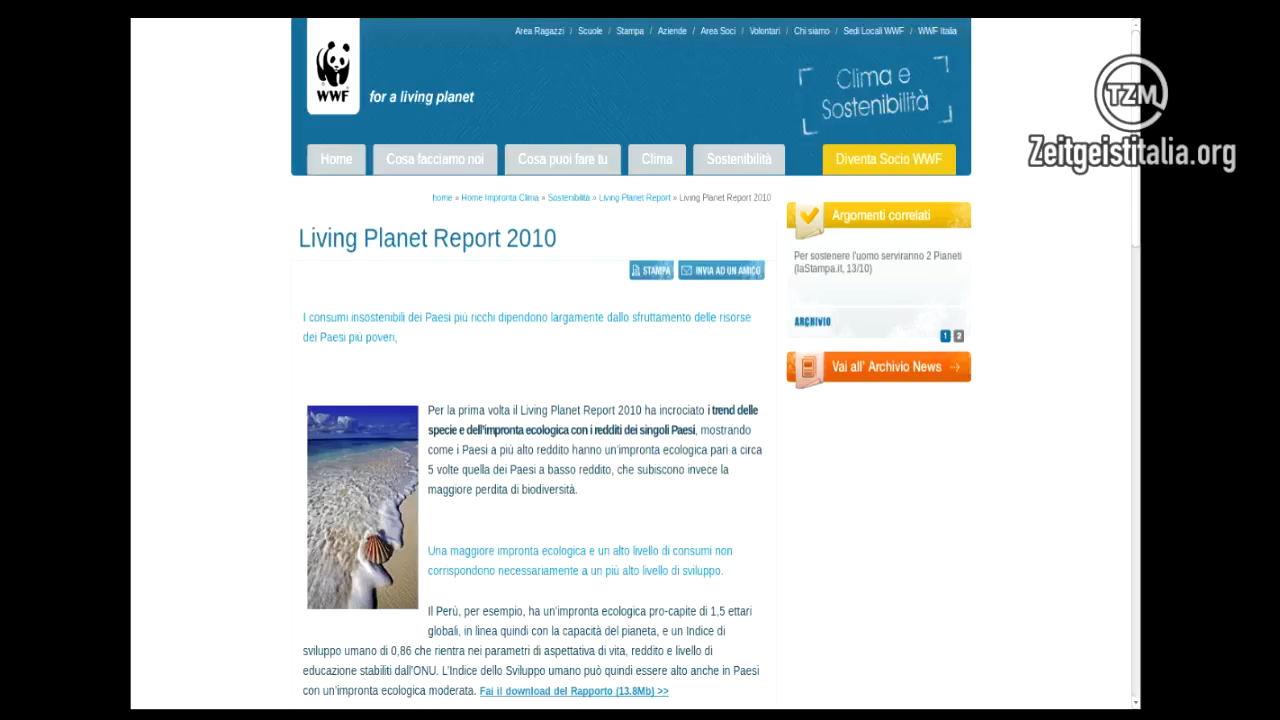 Area Ragazzi / Scuole / Stampa / Aziende / Area Soci / Volontari / Chi siamo / Sedi Locali WWF / WWF Italia
WWF
for a living planet
Clima e
Sostenibilità
TZM
Zeitgeistitalia.org
Home
Cosa facciamo noi
Cosa puoi fare tu
Clima
Sostenibilità
Diventa Socio WWF
home » Home Impronta Clima » Sostenibilità » Living Planet Report » Living Planet Report 2010
Living Planet Report 2010
STAMPA
INVIA AD UN AMICO
I consumi insostenibili dei Paesi più ricchi dipendono largamente dallo sfruttamento delle risorse
dei Paesi più poveri,
Per la prima volta il Living Planet Report 2010 ha incrociato i trend delle
specie e dell'impronta ecologica con i redditi dei singoli Paesi, mostrando
come i Paesi a più alto reddito hanno un'impronta ecologica pari a circa
5 volte quella dei Paesi a basso reddito, che subiscono invece la
maggiore perdita di biodiversità.
Una maggiore impronta ecologica e un alto livello di consumi non
corrispondono necessariamente a un più alto livello di sviluppo.
Il Perù, per esempio, ha un'impronta ecologica pro-capite di 1,5 ettari
globali, in linea quindi con la capacità del pianeta, e un Indice di
sviluppo umano di 0,86 che rientra nei parametri di aspettativa di vita, reddito e livello di
educazione stabiliti dall'ONU. L'Indice dello Sviluppo umano può quindi essere alto anche in Paesi
con un'impronta ecologica moderata. Fai il download del Rapporto (13.8Mb) >>
Argomenti correlati
Per sostenere l'uomo serviranno 2 Pianeti
(laStampa.it, 13/10)
ARCHIVIO
1 2
Vai all' Archivio News